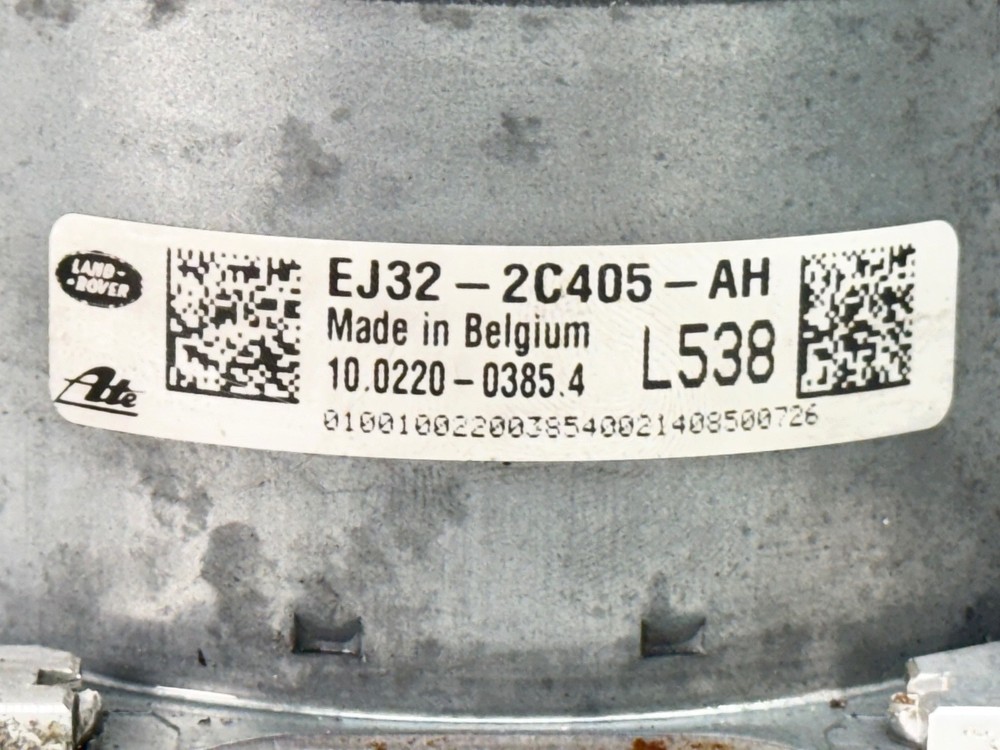 LAND-
-ROVER
EJ32-2C405-AH
Made in Belgium
L538
10.0220-0385.4
Ate
0100100220038540021408500726